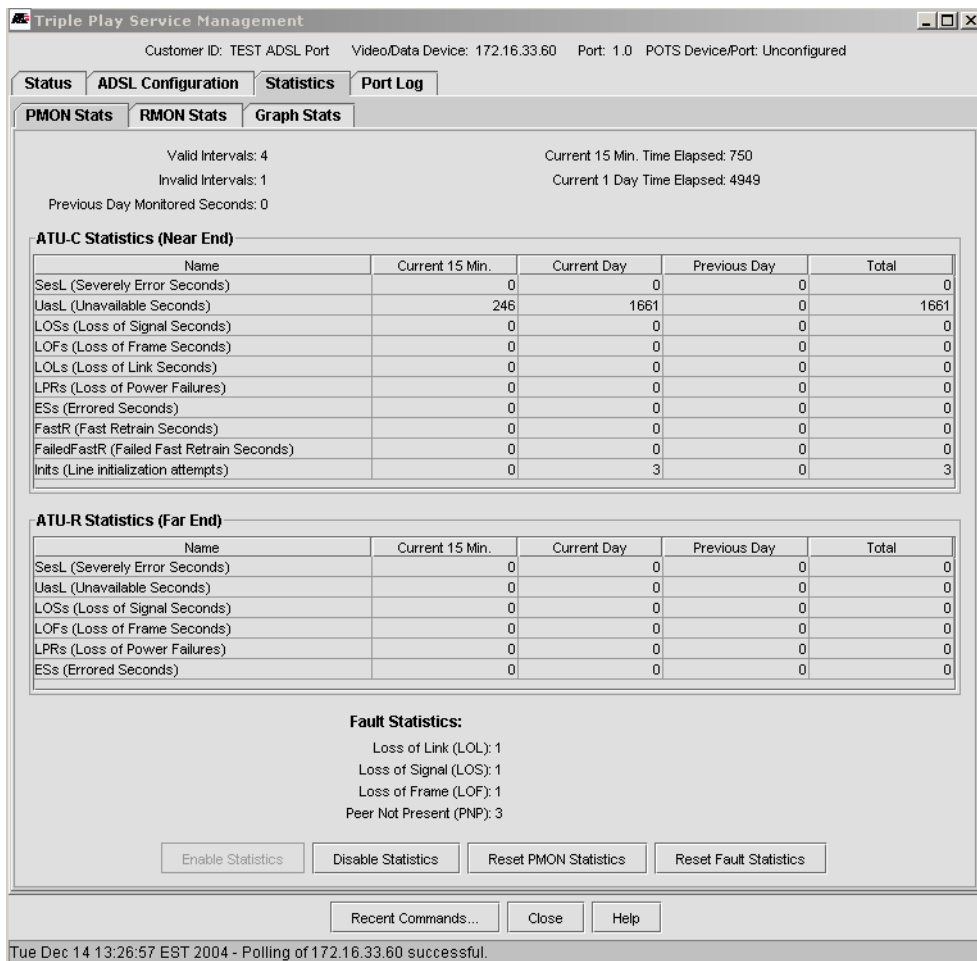 Triple Play Service Management
Customer ID: TEST ADSL Port Video/Data Device: 172.16.33.60 Port: 1.0 POTS Device/Port: Unconfigured
Status ADSL Configuration Statistics Port Log
PMON Stats RMON Stats Graph Stats
Valid Intervals: 4 Current 15 Min. Time Elapsed: 750
Invalid Intervals: 1 Current 1 Day Time Elapsed: 4949
Previous Day Monitored Seconds: 0
ATU-C Statistics (Near End)
Name Current 15 Min. Current Day Previous Day Total
SesL (Severely Error Seconds) 0 0 0 0
UasL (Unavailable Seconds) 246 1661 0 1661
LOSs (Loss of Signal Seconds) 0 0 0 0
LOFs (Loss of Frame Seconds) 0 0 0 0
LOLs (Loss of Link Seconds) 0 0 0 0
LPRs (Loss of Power Failures) 0 0 0 0
ESs (Errored Seconds) 0 0 0 0
FastR (Fast Retrain Seconds) 0 0 0 0
FailedFastR (Failed Fast Retrain Seconds) 0 0 0 0
Inits (Line initialization attempts) 0 3 0 3
ATU-R Statistics (Far End)
Name Current 15 Min. Current Day Previous Day Total
SesL (Severely Error Seconds) 0 0 0 0
UasL (Unavailable Seconds) 0 0 0 0
LOSs (Loss of Signal Seconds) 0 0 0 0
LOFs (Loss of Frame Seconds) 0 0 0 0
LPRs (Loss of Power Failures) 0 0 0 0
ESs (Errored Seconds) 0 0 0 0
Fault Statistics:
Loss of Link (LOL): 1
Loss of Signal (LOS): 1
Loss of Frame (LOF): 1
Peer Not Present (PNP): 3
Enable Statistics Disable Statistics Reset PMON Statistics Reset Fault Statistics
Recent Commands... Close Help
Tue Dec 14 13:26:57 EST 2004 - Polling of 172.16.33.60 successful.